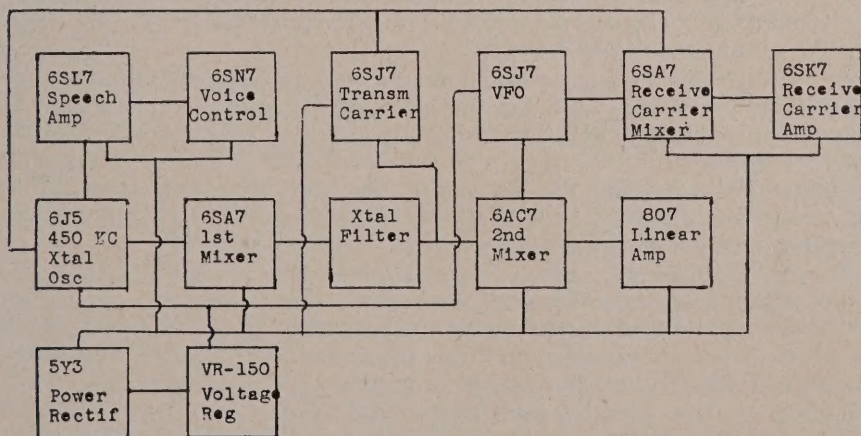 6SL7
Speech
Amp
6SN7
Voice
Control
6SJ7
Transm
Carrier
6SJ7
VFO
6SA7
Receive
Carrier
Mixer
6SK7
Receive
Carrier
Amp
6J5
450 KC
Xtal
Osc
6SA7
1st
Mixer
Xtal
Filter
6AC7
2nd
Mixer
807
Linear
Amp
5Y3
Power
Rectif
VR-150
Voltage
Reg